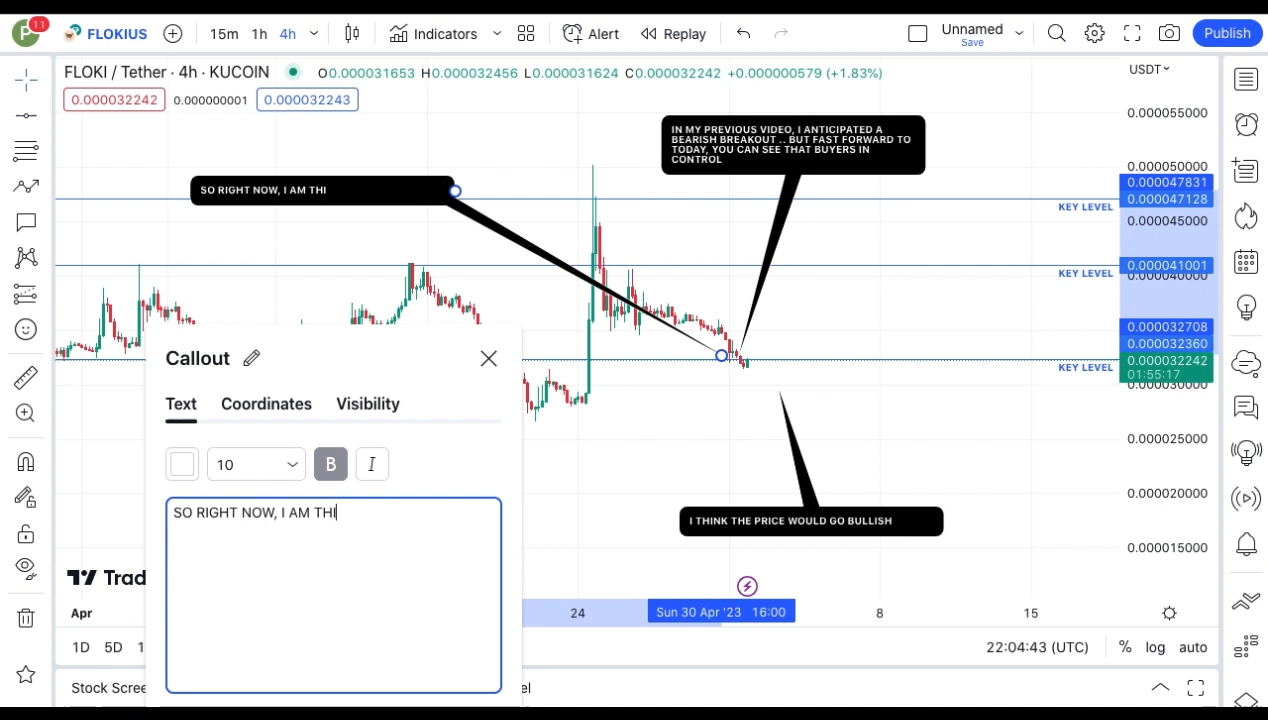 P 11 FLOKIUS 15m 1h 4h Indicators Alert Replay Unnamed Save Publish
FLOKI / Tether · 4h · KUCOIN O0.000031653 H0.000032456 L0.000031624 C0.000032242 +0.000000579 (+1.83%) USDT
0.000032242 0.000000001 0.000032243
0.000055000
IN MY PREVIOUS VIDEO, I ANTICIPATED A
BEARISH BREAKOUT .. BUT FAST FORWARD TO
TODAY, YOU CAN SEE THAT BUYERS IN
CONTROL
0.000050000
0.000047831
SO RIGHT NOW, I AM THI
0.000047128
KEY LEVEL
0.000045000
0.000041001
KEY LEVEL
0.000040000
0.000032708
0.000032360
0.000032242
KEY LEVEL
01:55:17
0.000030000
Callout
Text Coordinates Visibility
0.000025000
10 B I
0.000020000
SO RIGHT NOW, I AM THI
I THINK THE PRICE WOULD GO BULLISH
0.000015000
Trad
Apr 24 Sun 30 Apr '23 16:00 8 15
1D 5D 1 22:04:43 (UTC) % log auto
Stock Scree el